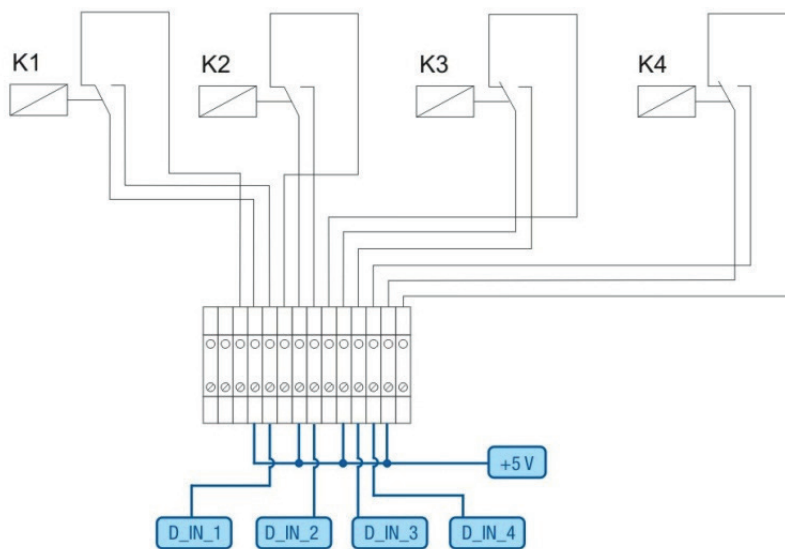 K1
K2
K3
K4
+5 V
D_IN_1
D_IN_2
D_IN_3
D_IN_4